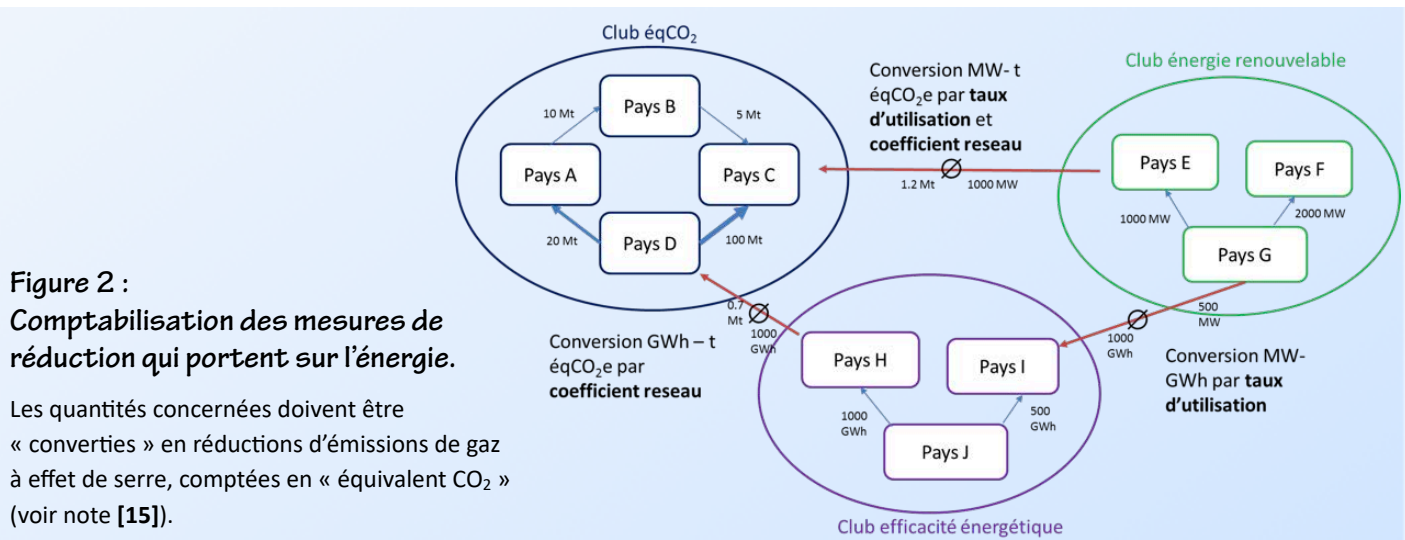 Club éqCO₂
Pays B
10 Mt
5 Mt
Pays A
Pays C
20 Mt
Pays D
100 Mt
Conversion MW- t
éqCO₂e par taux
d'utilisation et
coefficient reseau
1.2 Mt
1000 MW
Club énergie renouvelable
Pays E
Pays F
1000 MW
2000 MW
Pays G
Figure 2 :
Comptabilisation des mesures de
réduction qui portent sur l'énergie.
Les quantités concernées doivent être
« converties » en réductions d'émissions de gaz
à effet de serre, comptées en « équivalent CO₂ »
(voir note [15]).
0.7
Mt
1000
GWh
Conversion GWh – t
éqCO₂e par
coefficient reseau
500
MW
1000
GWh
Conversion MW-
GWh par taux
d'utilisation
Pays H
Pays I
1000
GWh
500
GWh
Pays J
Club efficacité énergétique